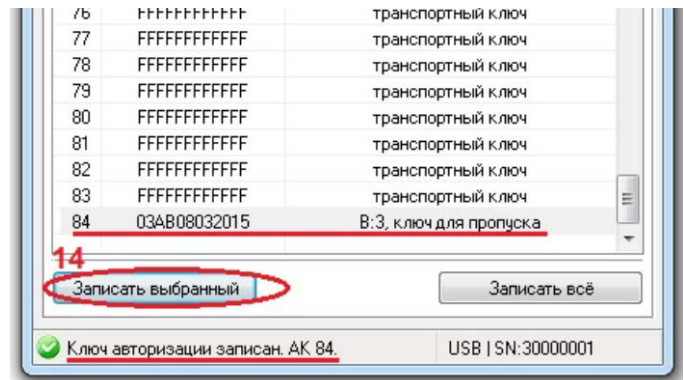 76 FFFFFFFFFFFF транспортный ключ
77 FFFFFFFFFFFF транспортный ключ
78 FFFFFFFFFFFF транспортный ключ
79 FFFFFFFFFFFF транспортный ключ
80 FFFFFFFFFFFF транспортный ключ
81 FFFFFFFFFFFF транспортный ключ
82 FFFFFFFFFFFF транспортный ключ
83 FFFFFFFFFFFF транспортный ключ
84 03AB08032015 B:3, ключ для пропуска
14
Записать выбранный Записать всё
Ключ авторизации записан. АК 84. USB | SN:30000001